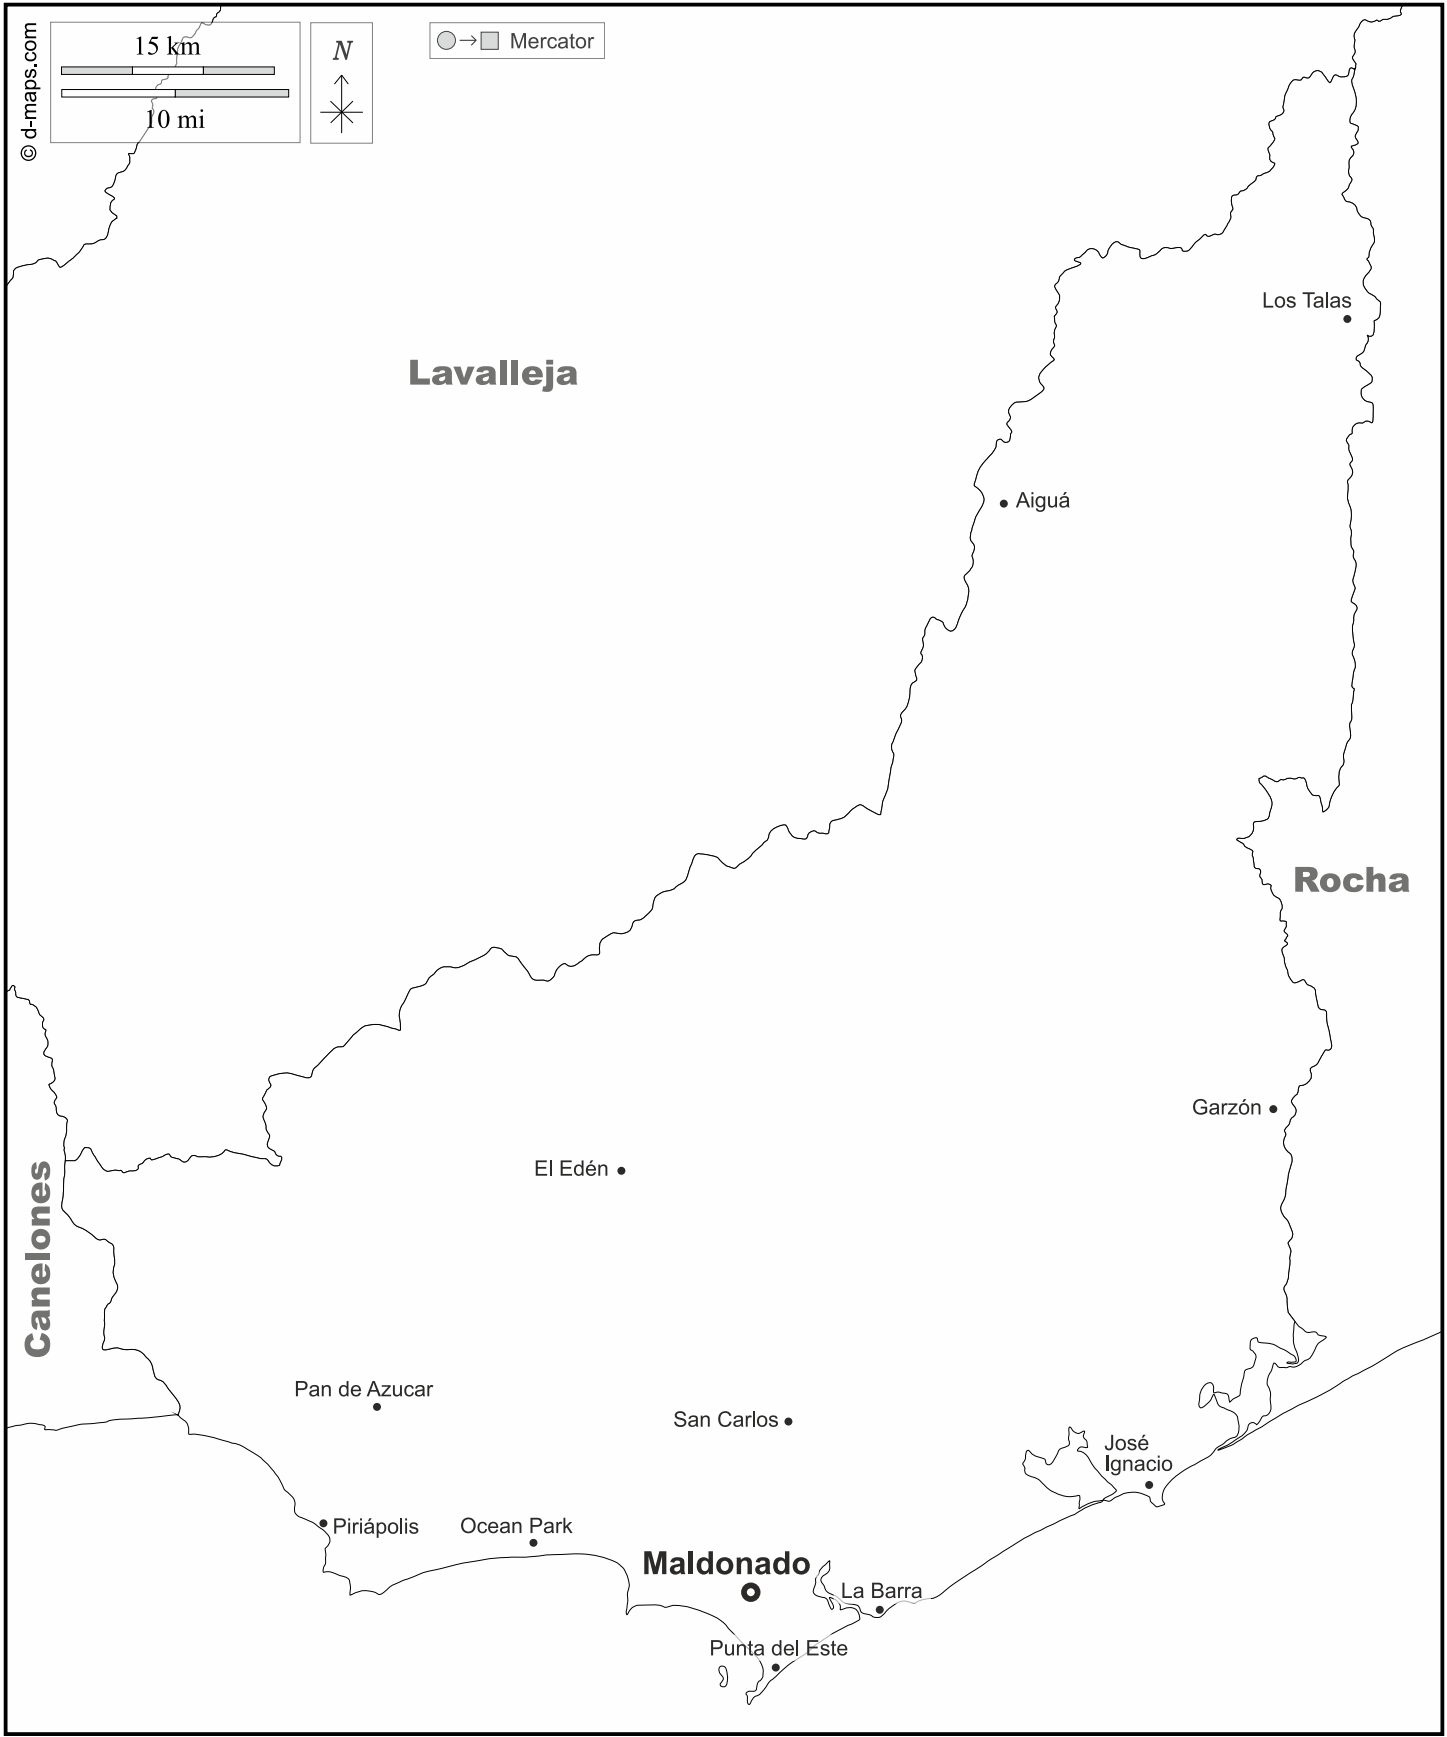 © d-maps.com
15 km
10 mi
N
Mercator
Los Talas
Lavalleja
Aiguá
Rocha
Garzón
El Edén
Canelones
Pan de Azucar
San Carlos
José
Ignacio
Piriápolis
Ocean Park
Maldonado
La Barra
Punta del Este